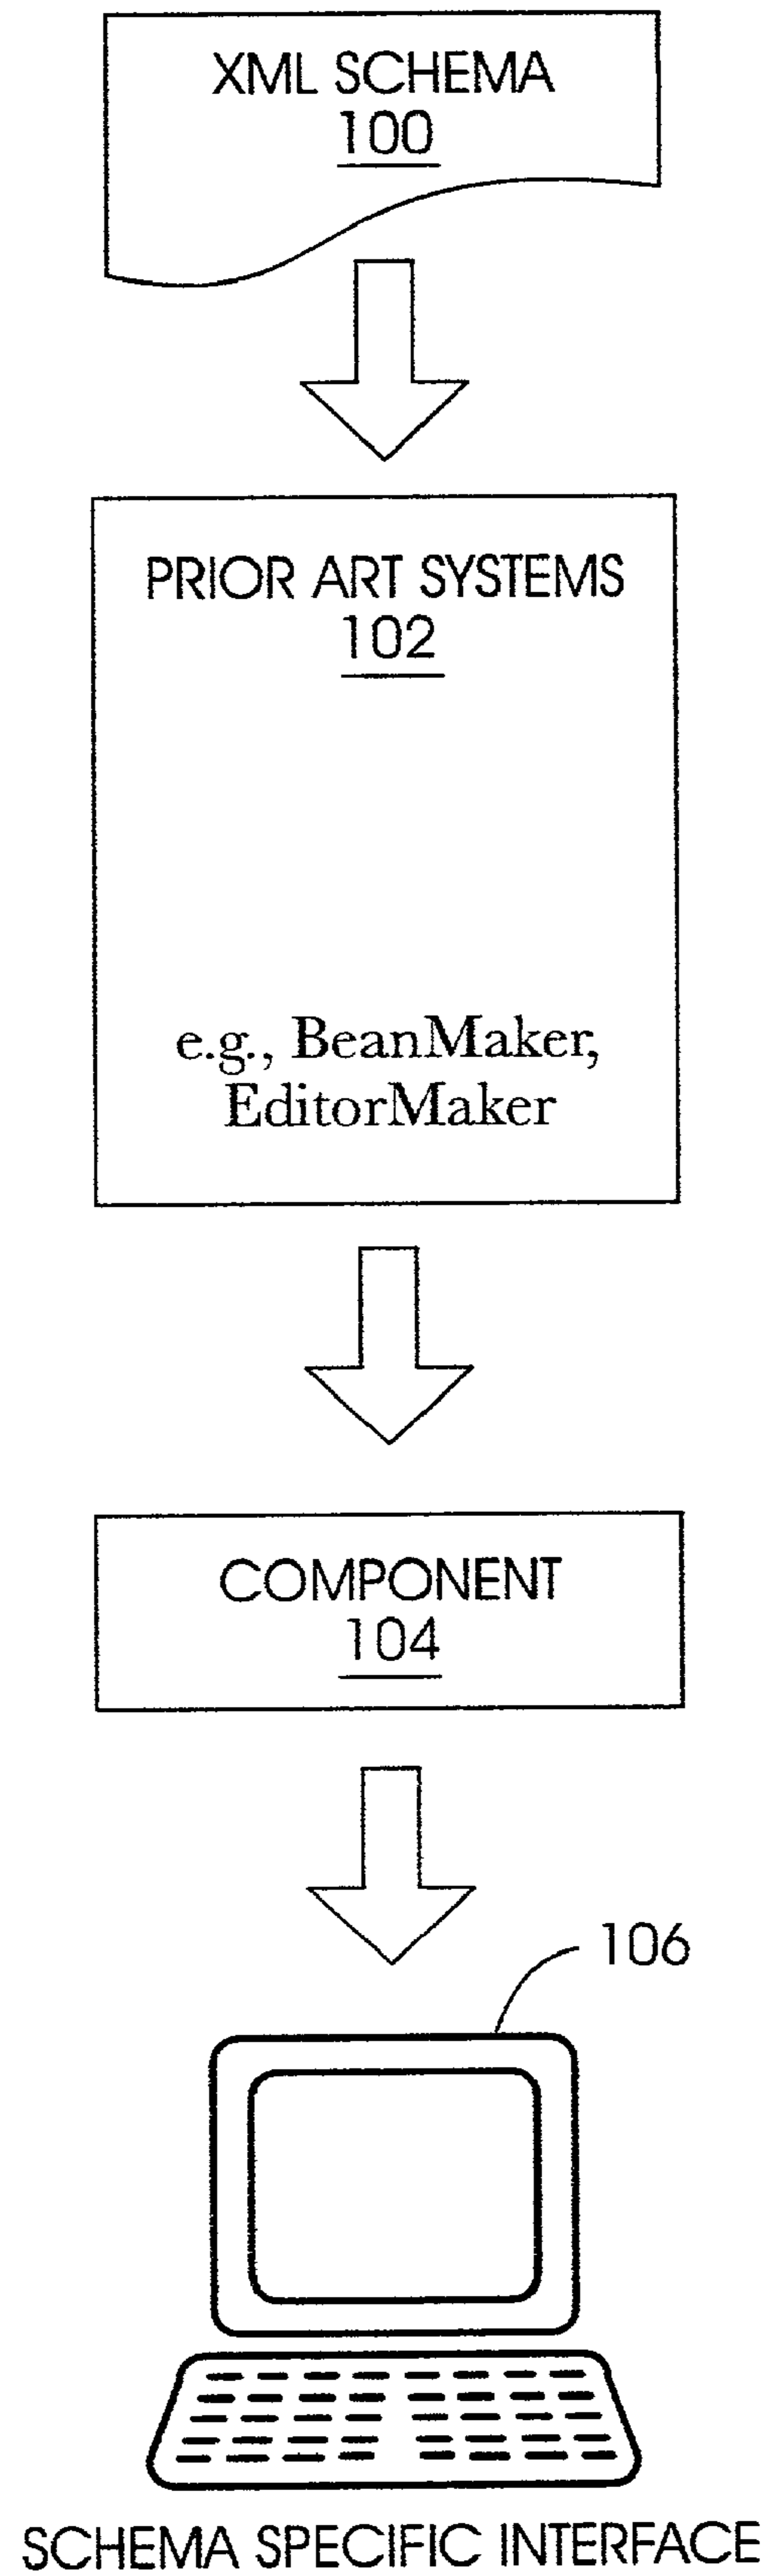 XML SCHEMA
100
PRIOR ART SYSTEMS
102
e.g., BeanMaker,
EditorMaker
COMPONENT
104
106
SCHEMA SPECIFIC INTERFACE